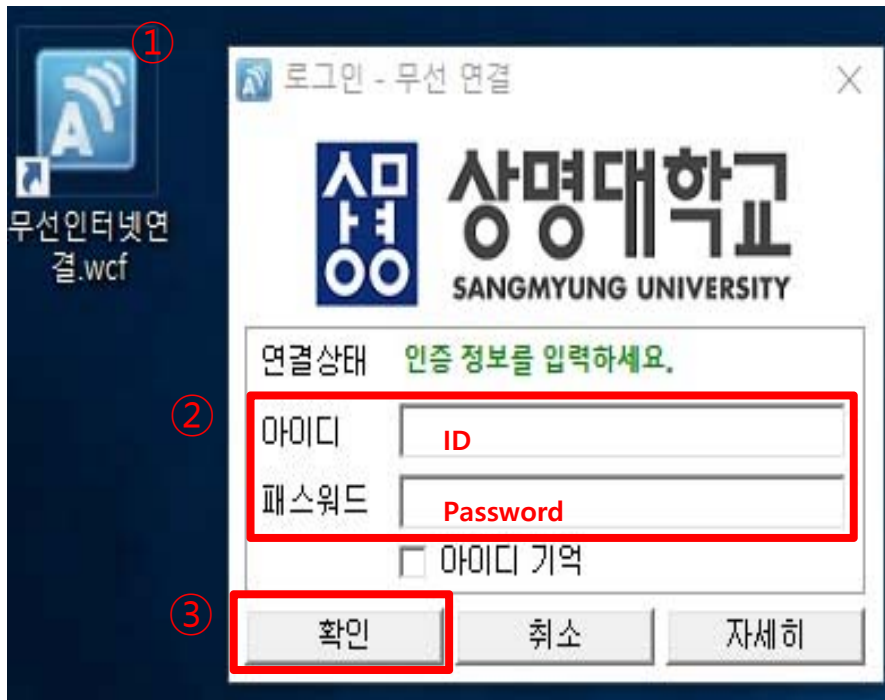 ①
무선인터넷연
결.wcf
로그인 - 무선 연결
상명
상명대학교
SANGMYUNG UNIVERSITY
연결상태 인증 정보를 입력하세요.
②
아이디 ID
패스워드 Password
아이디 기억
③
확인 취소 자세히